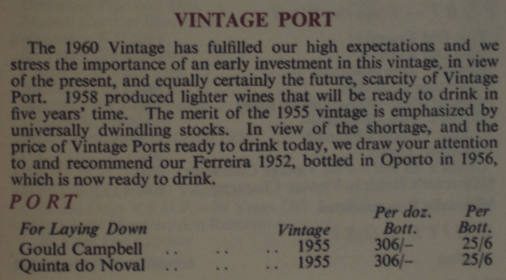 VINTAGE PORT
The 1960 Vintage has fulfilled our high expectations and we
stress the importance of an early investment in this vintage, in view
of the present, and equally certainly the future, scarcity of Vintage
Port. 1958 produced lighter wines that will be ready to drink in
five years' time. The merit of the 1955 vintage is emphasized by
universally dwindling stocks. In view of the shortage, and the
price of Vintage Ports ready to drink today, we draw your attention
to and recommend our Ferreira 1952, bottled in Oporto in 1956,
which is now ready to drink.
PORT
Per doz. Per
For Laying Down Vintage Bott. Bott.
Gould Campbell .. .. .. 1955 306/– 25/6
Quinta do Noval .. .. .. 1955 306/– 25/6